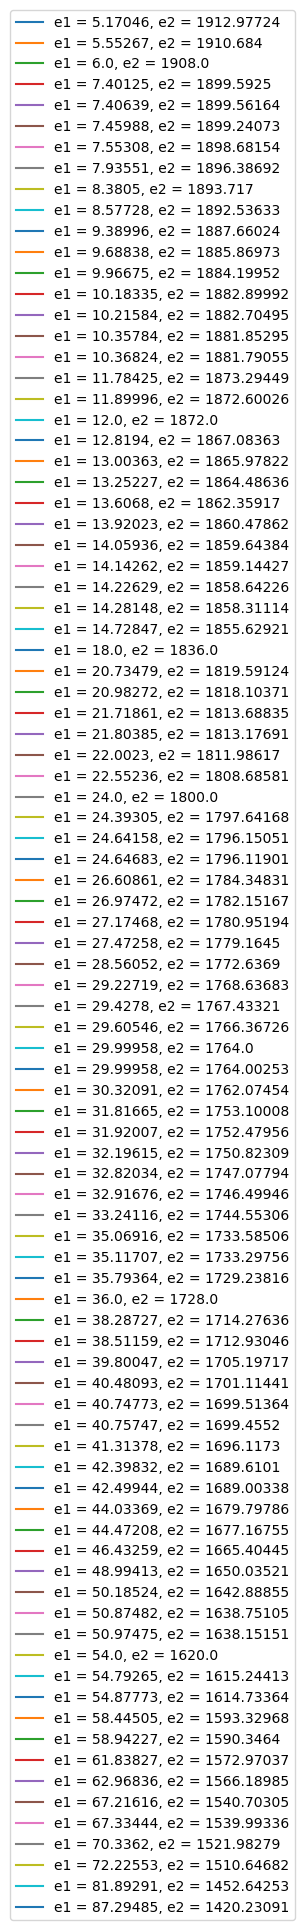 e1 = 5.17046, e2 = 1912.97724
e1 = 5.55267, e2 = 1910.684
e1 = 6.0, e2 = 1908.0
e1 = 7.40125, e2 = 1899.5925
e1 = 7.40639, e2 = 1899.56164
e1 = 7.45988, e2 = 1899.24073
e1 = 7.55308, e2 = 1898.68154
e1 = 7.93551, e2 = 1896.38692
e1 = 8.3805, e2 = 1893.717
e1 = 8.57728, e2 = 1892.53633
e1 = 9.38996, e2 = 1887.66024
e1 = 9.68838, e2 = 1885.86973
e1 = 9.96675, e2 = 1884.19952
e1 = 10.18335, e2 = 1882.89992
e1 = 10.21584, e2 = 1882.70495
e1 = 10.35784, e2 = 1881.85295
e1 = 10.36824, e2 = 1881.79055
e1 = 11.78425, e2 = 1873.29449
e1 = 11.89996, e2 = 1872.60026
e1 = 12.0, e2 = 1872.0
e1 = 12.8194, e2 = 1867.08363
e1 = 13.00363, e2 = 1865.97822
e1 = 13.25227, e2 = 1864.48636
e1 = 13.6068, e2 = 1862.35917
e1 = 13.92023, e2 = 1860.47862
e1 = 14.05936, e2 = 1859.64384
e1 = 14.14262, e2 = 1859.14427
e1 = 14.22629, e2 = 1858.64226
e1 = 14.28148, e2 = 1858.31114
e1 = 14.72847, e2 = 1855.62921
e1 = 18.0, e2 = 1836.0
e1 = 20.73479, e2 = 1819.59124
e1 = 20.98272, e2 = 1818.10371
e1 = 21.71861, e2 = 1813.68835
e1 = 21.80385, e2 = 1813.17691
e1 = 22.0023, e2 = 1811.98617
e1 = 22.55236, e2 = 1808.68581
e1 = 24.0, e2 = 1800.0
e1 = 24.39305, e2 = 1797.64168
e1 = 24.64158, e2 = 1796.15051
e1 = 24.64683, e2 = 1796.11901
e1 = 26.60861, e2 = 1784.34831
e1 = 26.97472, e2 = 1782.15167
e1 = 27.17468, e2 = 1780.95194
e1 = 27.47258, e2 = 1779.1645
e1 = 28.56052, e2 = 1772.6369
e1 = 29.22719, e2 = 1768.63683
e1 = 29.4278, e2 = 1767.43321
e1 = 29.60546, e2 = 1766.36726
e1 = 29.99958, e2 = 1764.0
e1 = 29.99958, e2 = 1764.00253
e1 = 30.32091, e2 = 1762.07454
e1 = 31.81665, e2 = 1753.10008
e1 = 31.92007, e2 = 1752.47956
e1 = 32.19615, e2 = 1750.82309
e1 = 32.82034, e2 = 1747.07794
e1 = 32.91676, e2 = 1746.49946
e1 = 33.24116, e2 = 1744.55306
e1 = 35.06916, e2 = 1733.58506
e1 = 35.11707, e2 = 1733.29756
e1 = 35.79364, e2 = 1729.23816
e1 = 36.0, e2 = 1728.0
e1 = 38.28727, e2 = 1714.27636
e1 = 38.51159, e2 = 1712.93046
e1 = 39.80047, e2 = 1705.19717
e1 = 40.48093, e2 = 1701.11441
e1 = 40.74773, e2 = 1699.51364
e1 = 40.75747, e2 = 1699.4552
e1 = 41.31378, e2 = 1696.1173
e1 = 42.39832, e2 = 1689.6101
e1 = 42.49944, e2 = 1689.00338
e1 = 44.03369, e2 = 1679.79786
e1 = 44.47208, e2 = 1677.16755
e1 = 46.43259, e2 = 1665.40445
e1 = 48.99413, e2 = 1650.03521
e1 = 50.18524, e2 = 1642.88855
e1 = 50.87482, e2 = 1638.75105
e1 = 50.97475, e2 = 1638.15151
e1 = 54.0, e2 = 1620.0
e1 = 54.79265, e2 = 1615.24413
e1 = 54.87773, e2 = 1614.73364
e1 = 58.44505, e2 = 1593.32968
e1 = 58.94227, e2 = 1590.3464
e1 = 61.83827, e2 = 1572.97037
e1 = 62.96836, e2 = 1566.18985
e1 = 67.21616, e2 = 1540.70305
e1 = 67.33444, e2 = 1539.99336
e1 = 70.3362, e2 = 1521.98279
e1 = 72.22553, e2 = 1510.64682
e1 = 81.89291, e2 = 1452.64253
e1 = 87.29485, e2 = 1420.23091